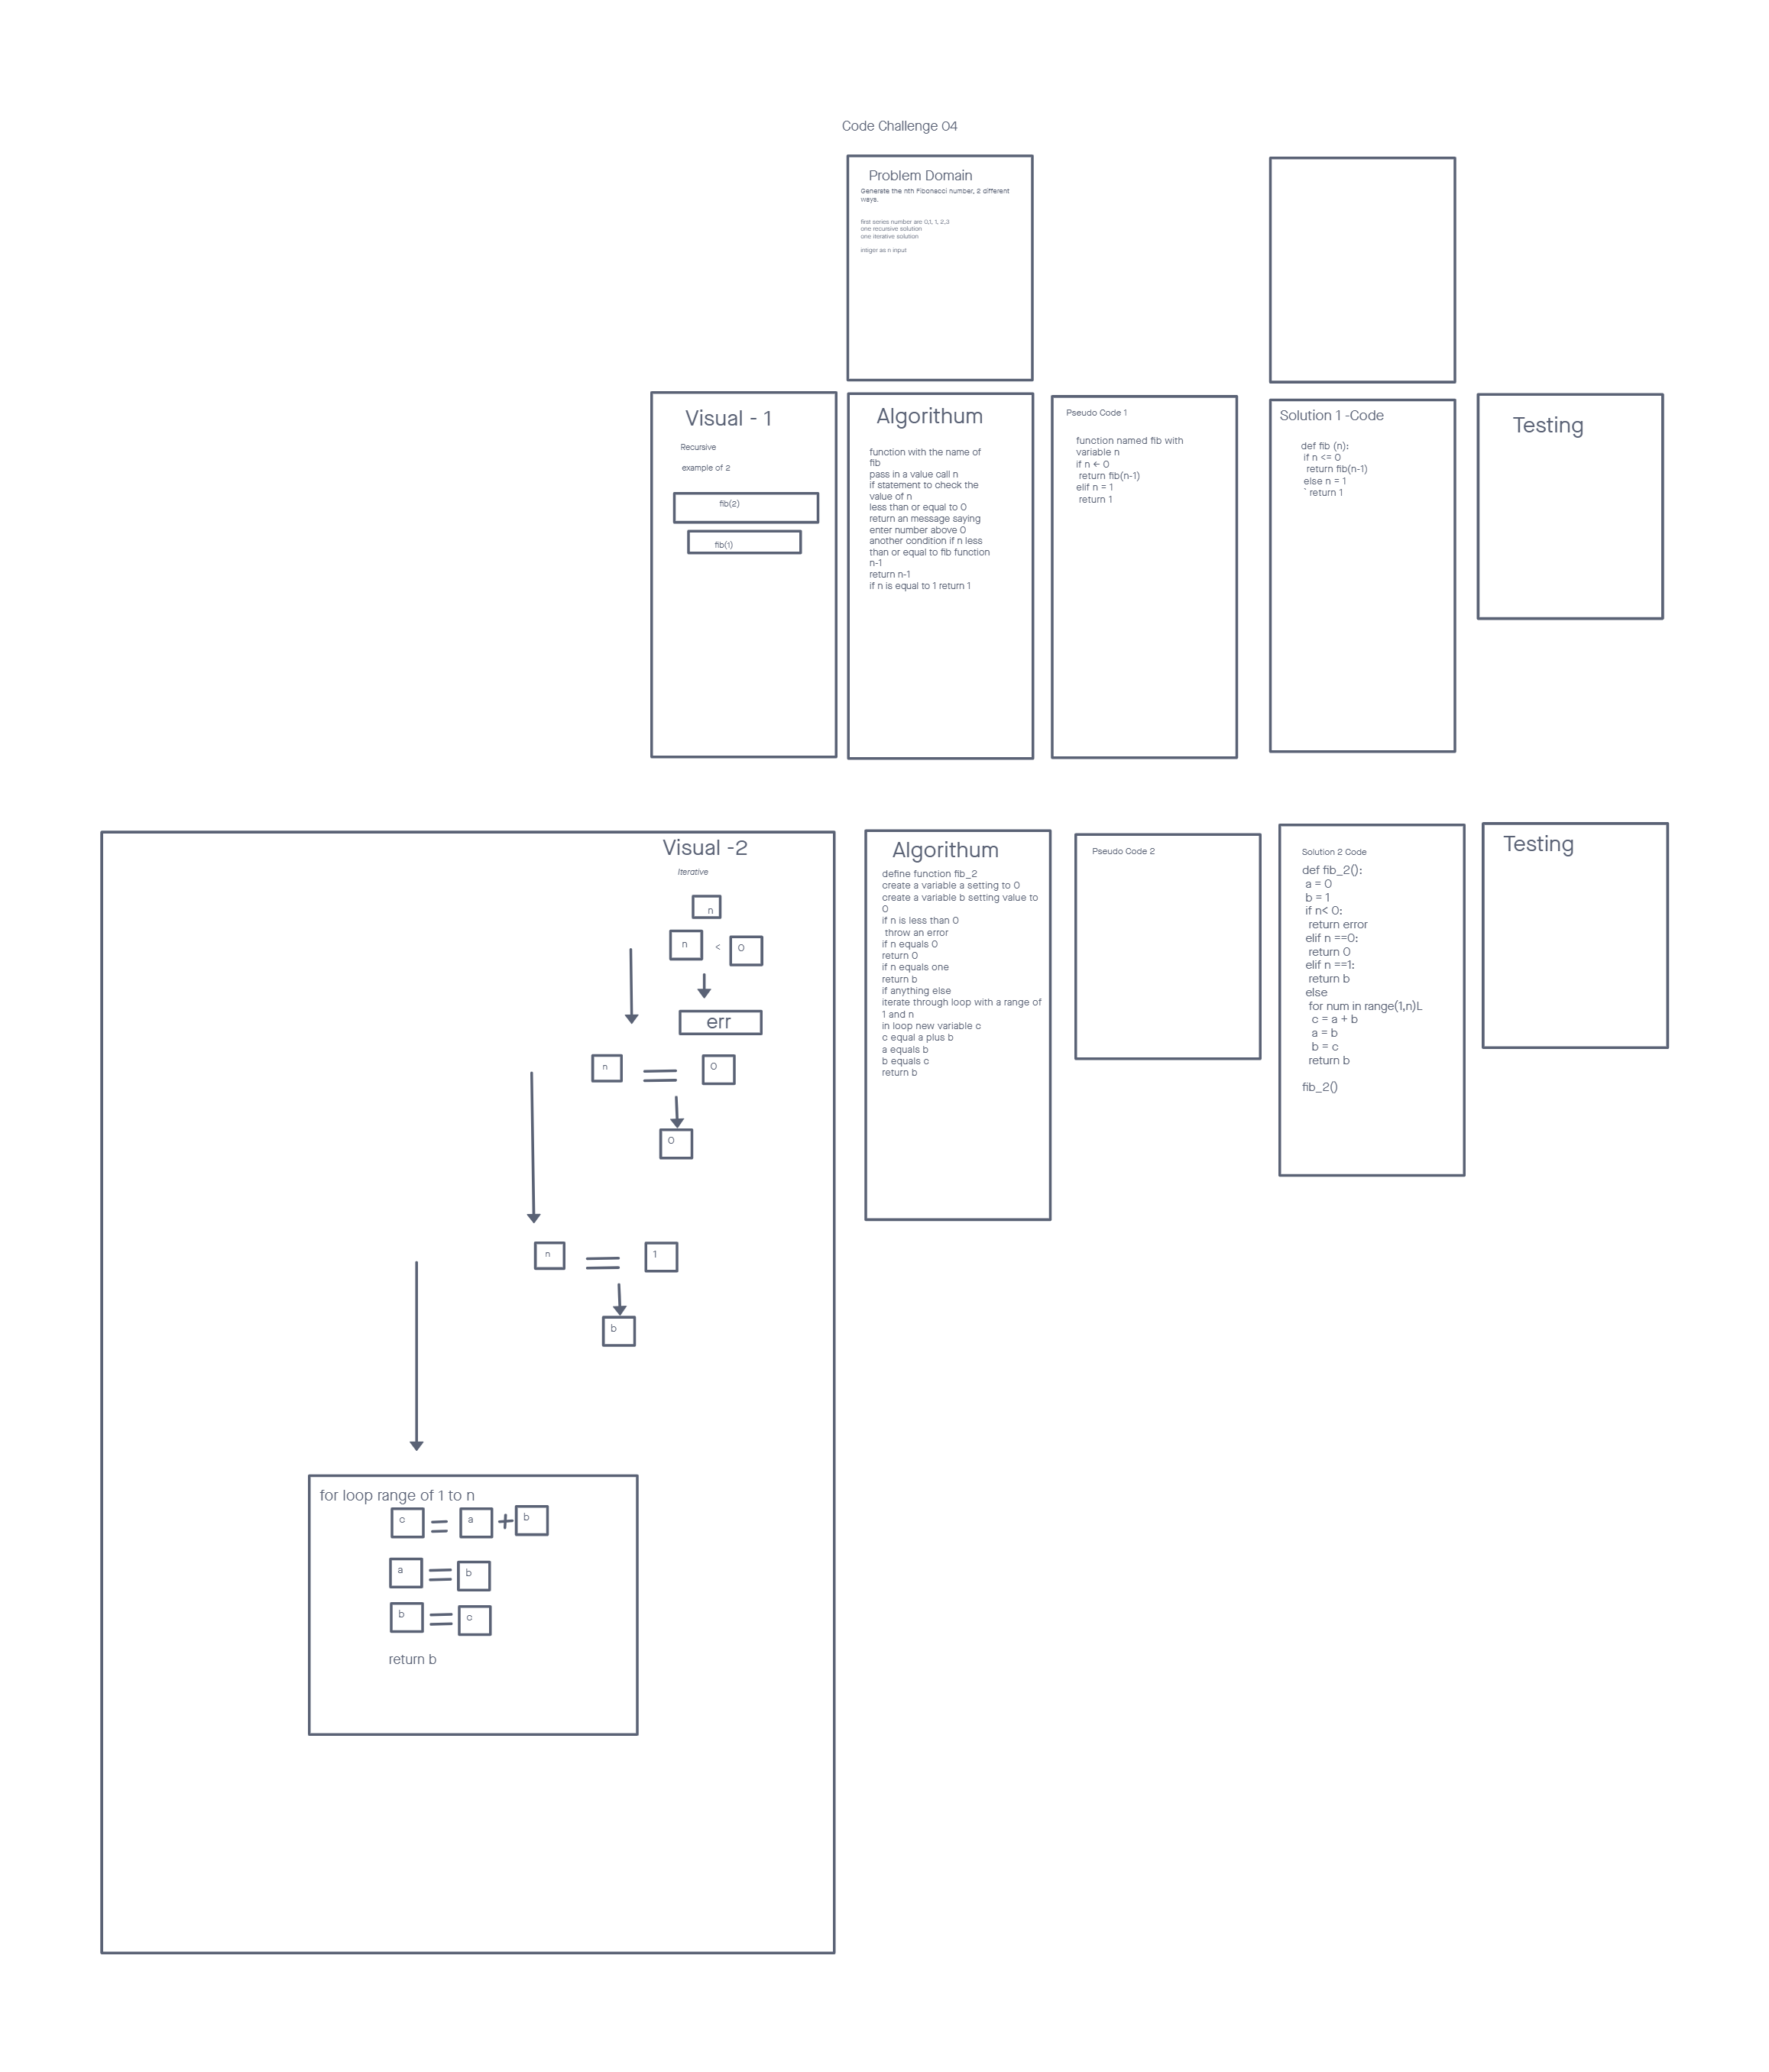 Code Challenge 04
Problem Domain
Generate the nth Fibonacci number, 2 different
ways.
first series number are 0,1, 1, 2,3
one recursive solution
one iterative solution
intiger as n input
Visual - 1
Recursive
example of 2
fib(2)
fib(1)
Algorithum
function with the name of
fib
pass in a value call n
if statement to check the
value of n
less than or equal to 0
return an message saying
enter number above 0
another condition if n less
than or equal to fib function
n-1
return n-1
if n is equal to 1 return 1
Pseudo Code 1
function named fib with
variable n
if n <- 0
return fib(n-1)
elif n = 1
return 1
Solution 1 -Code
def fib (n):
if n <= 0
return fib(n-1)
else n = 1
` return 1
Testing
Visual -2
Iterative
n
n < 0
err
n 0
0
n 1
b
for loop range of 1 to n
c = a + b
a = b
b = c
return b
Algorithum
define function fib_2
create a variable a setting to 0
create a variable b setting value to
0
if n is less than 0
throw an error
if n equals 0
return 0
if n equals one
return b
if anything else
iterate through loop with a range of
1 and n
in loop new variable c
c equal a plus b
a equals b
b equals c
return b
Pseudo Code 2
Solution 2 Code
def fib_2():
a = 0
b = 1
if n< 0:
return error
elif n ==0:
return 0
elif n ==1:
return b
else
for num in range(1,n)L
c = a + b
a = b
b = c
return b
fib_2()
Testing